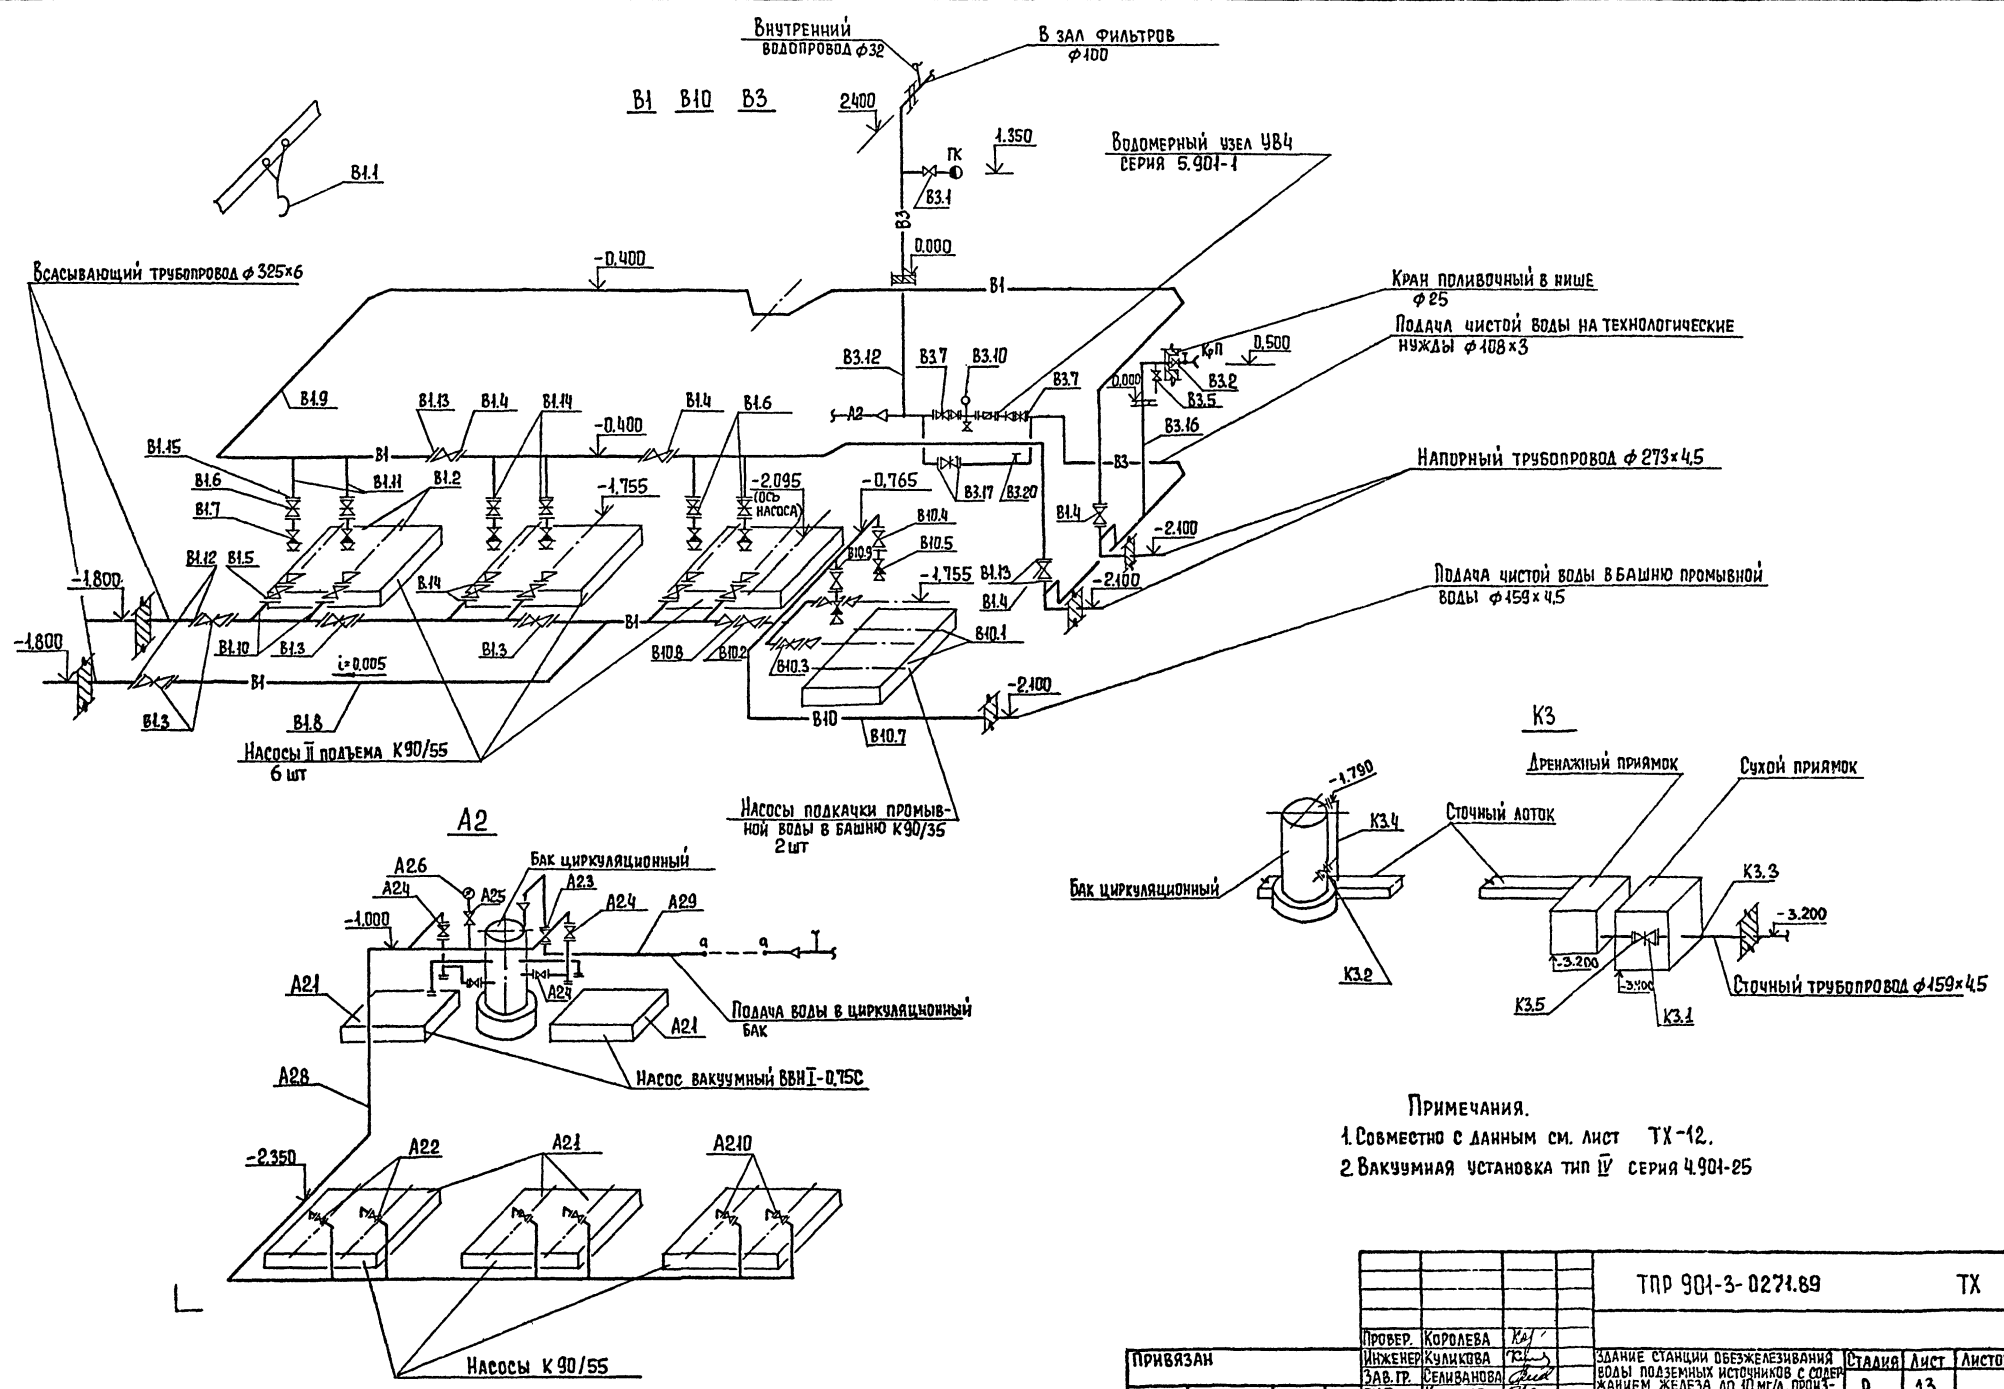 Внутренний
водопровод φ32
В зал фильтров
φ100
В1 В10 В3
2.400
1.350
ГК
В3.1
В3
0.000
Водомерный узел УВ4
серия 5.901-1
В1.1
Всасывающий трубопровод φ325×6
-0.400
В1
Кран поливочный в нише
φ25
Подача чистой воды на технологические
нужды φ108×3
КрП
0,500
0.000
В3.2
В3.5
В3.12
В3.7
В3.10
В3.7
В3.16
В1.9
В1.13
В1.4
В1.14
В1.4
В1.6
А2
-0.400
В1
В3
В3.17
В3.20
Напорный трубопровод φ273×4,5
В1.15
В1.6
В1.7
В1.11
В1.2
-1,755
-2,095
(ось
насоса)
-0,765
В10.4
В10.5
В10.9
В1.4
-2.100
В1.12
В1.5
-1.800
В1.4
-1,755
В1.13
В1.4
-2.100
Подача чистой воды в башню промывной
воды φ159×4,5
-1.800
В1.10
В1.3
В1.3
В1
В10.8
В10.2
В10.3
В10.1
i=0.005
В1
В1.3
В1.8
В10
В10.7
-2.100
Насосы II подъема К90/55
6 шт
Насосы подкачки промыв-
ной воды в башню К90/35
2 шт
К3
Дренажный приямок
Сухой приямок
-1.790
К3.4
Сточный лоток
Бак циркуляционный
К3.2
К3.3
-3.200
-3.200
К3.5
К3.1
Сточный трубопровод φ159×4,5
А2
А2.6
Бак циркуляционный
А2.4
А2.5
А2.3
А2.4
А2.9
-1.000
а
а
А2.1
А2.4
Подача воды в циркуляционный
бак
А2.1
А2.8
Насос вакуумный ВВН I-0,75С
Примечания.
1. Совместно с данным см. лист ТХ-12.
2. Вакуумная установка тип IV серия 4.901-25
А2.2
А2.1
А2.10
-2.350
Насосы К 90/55
ТПР 901-3-0271.89 ТХ
Привязан
Провер. Королева
Инженер Куликова
Зав.гр. Селиванова
Здание станции обезжелезивания
воды подземных источников с содер
жанием железа до 10 мг/л произ-
Стадия Лист Листо
Р 13